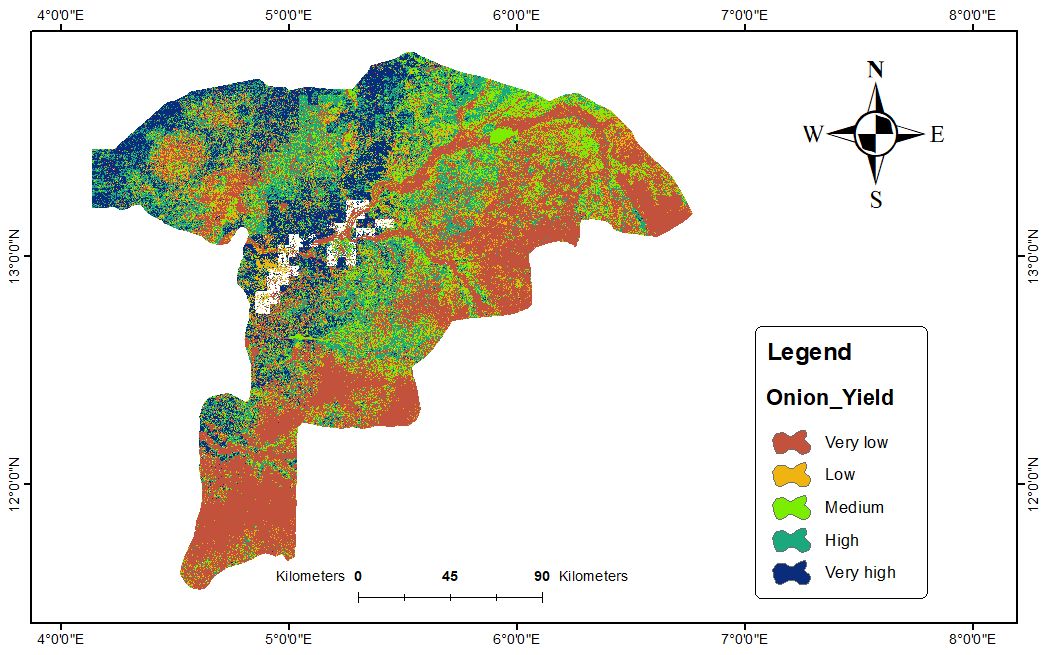 4°0'0"E 5°0'0"E 6°0'0"E 7°0'0"E 8°0'0"E
N
W E
S
13°0'0"N 13°0'0"N
Legend
Onion_Yield
Very low
Low
12°0'0"N 12°0'0"N
Medium
High
Very high
Kilometers 0 45 90 Kilometers
4°0'0"E 5°0'0"E 6°0'0"E 7°0'0"E 8°0'0"E